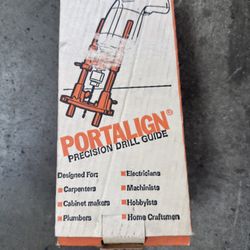 PORTALIGN®
PRECISION DRILL GUIDE
Designed For:
• Carpenters
• Cabinet makers
• Plumbers
• Electricians
• Machinists
• Hobbyists
• Home Craftsmen